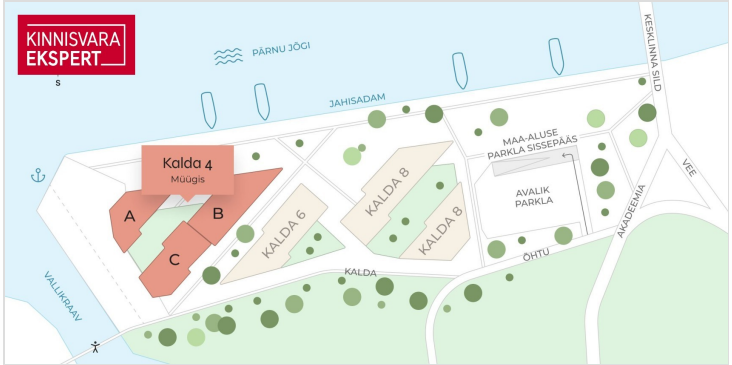 KINNISVARA
EKSPERT
S
PÄRNU JÕGI
JAHISADAM
KESKLINNA SILD
MAA-ALUSE
PARKLA SISSEPÄÄS
VEE
Kalda 4
Müügis
A
B
C
KALDA 6
KALDA 8
KALDA 8
AVALIK
PARKLA
AKADEEMIA
ÕHTU
KALDA
VALLIKRAAV